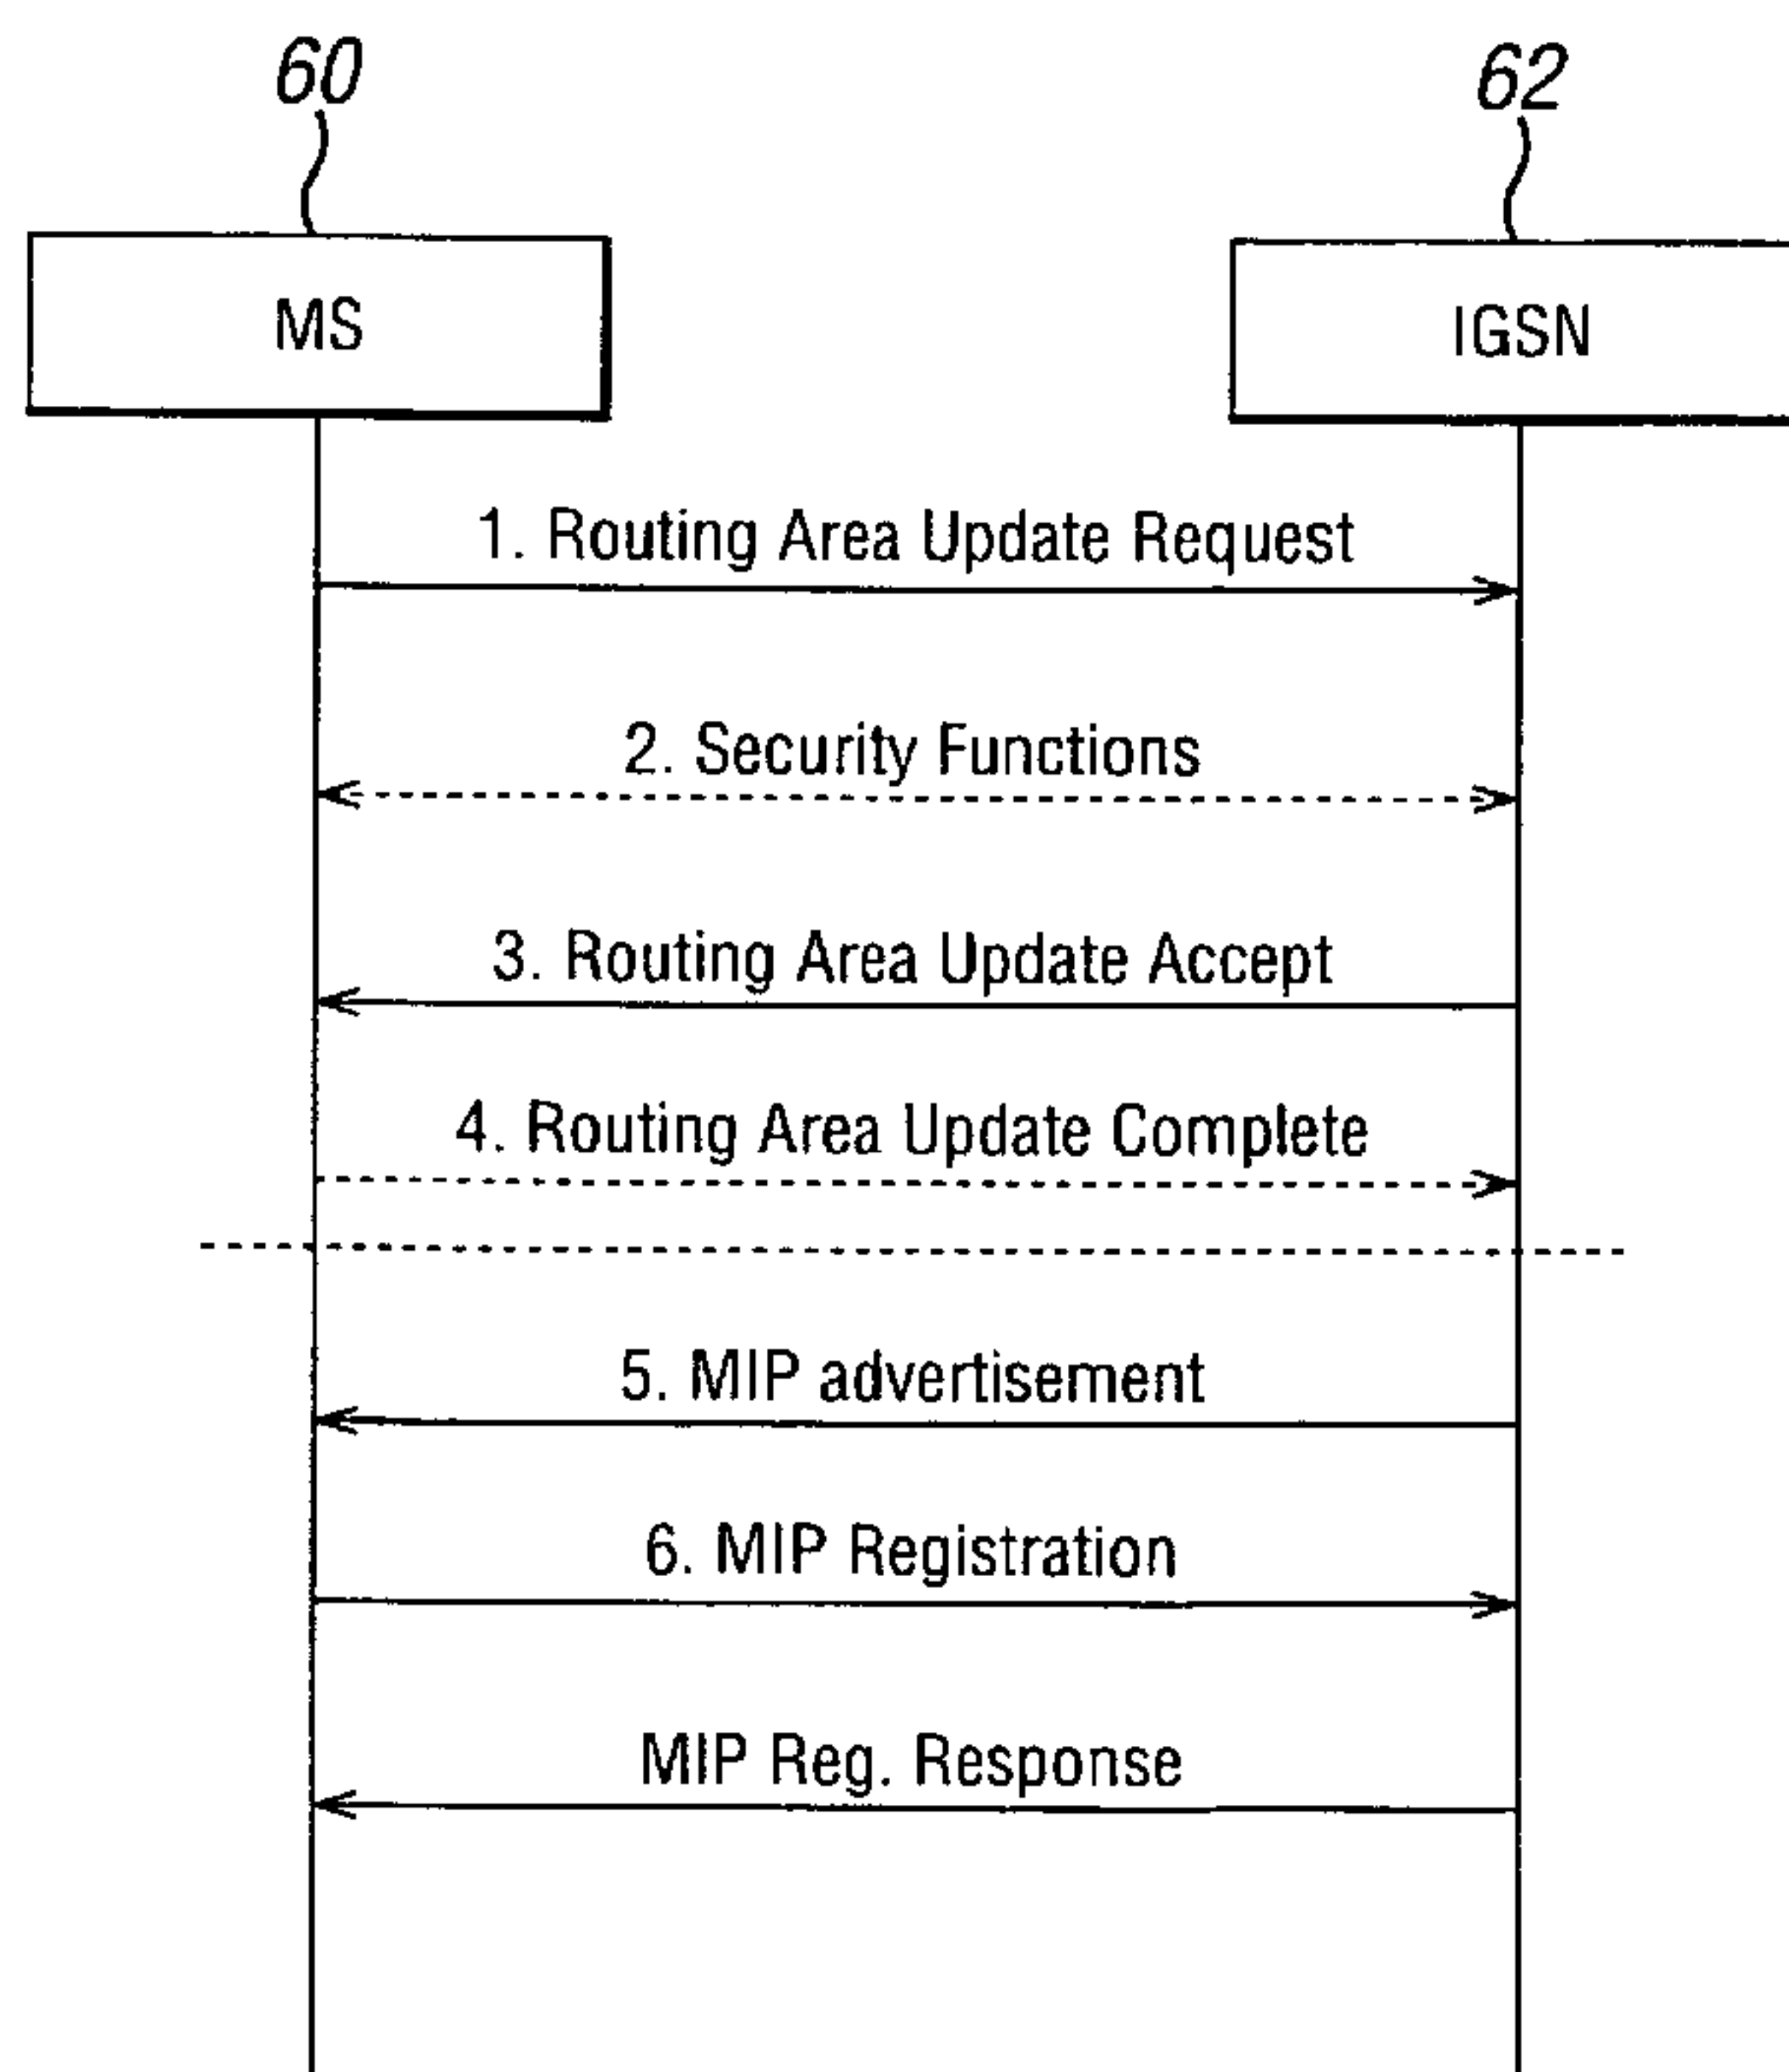 60
62
MS
IGSN
1. Routing Area Update Request
2. Security Functions
3. Routing Area Update Accept
4. Routing Area Update Complete
5. MIP advertisement
6. MIP Registration
MIP Reg. Response